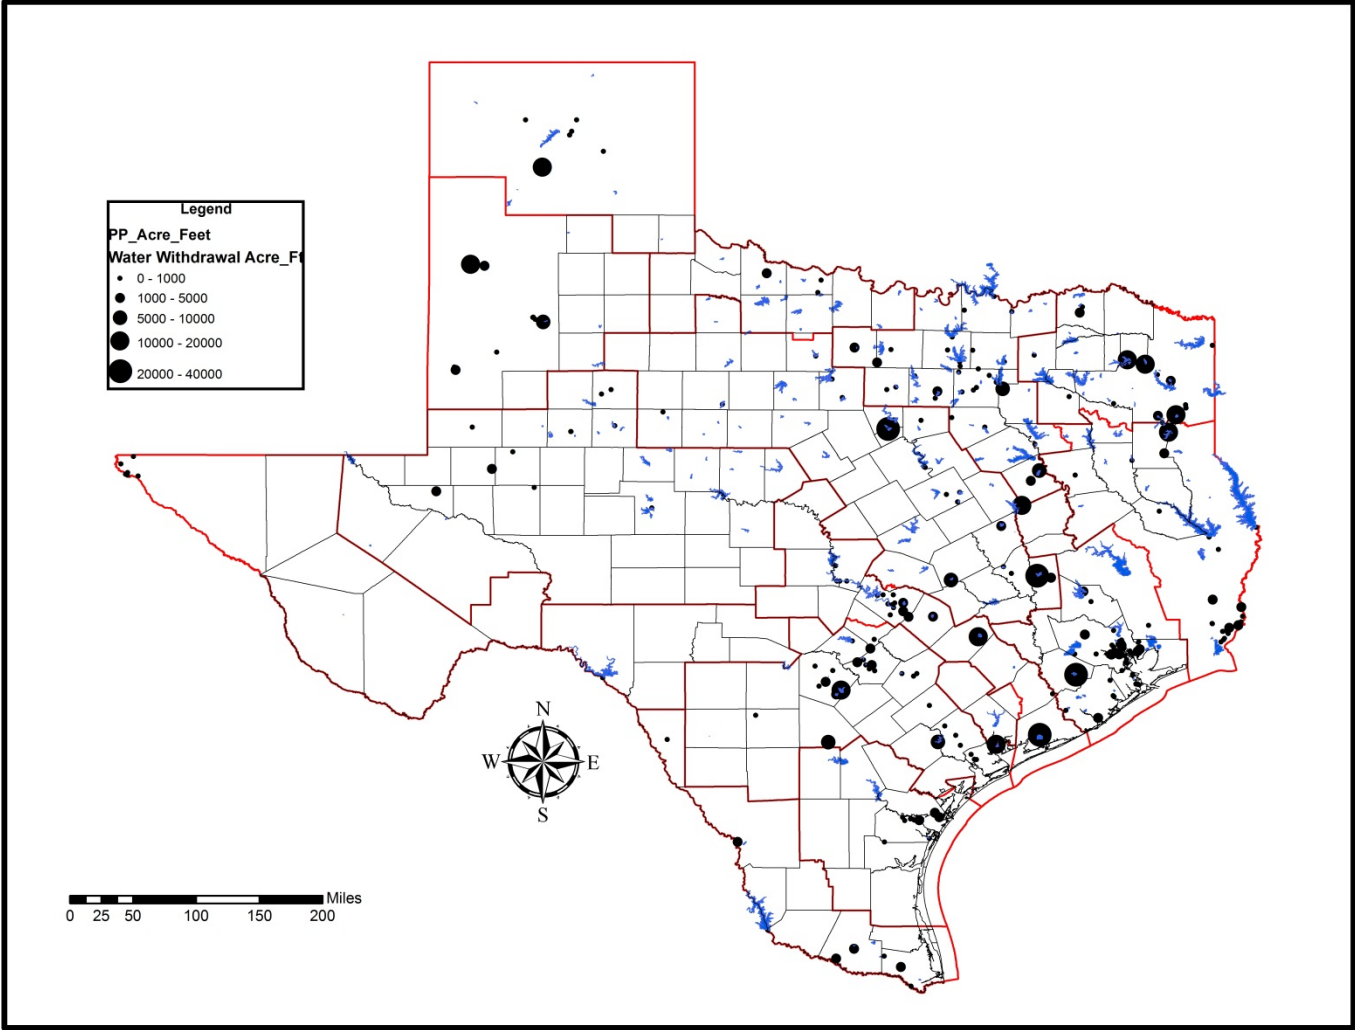 Legend
PP_Acre_Feet
Water Withdrawal Acre_Ft
0 - 1000
1000 - 5000
5000 - 10000
10000 - 20000
20000 - 40000
N
W E
S
Miles
0 25 50 100 150 200